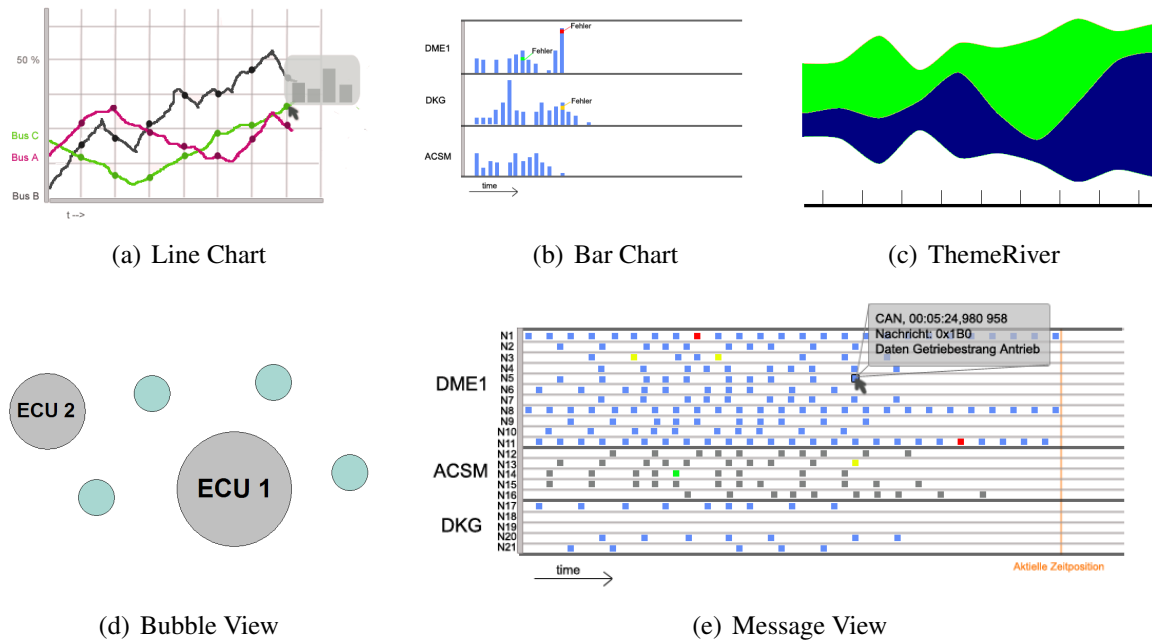 50 %
Bus C
Bus A
Bus B
t -->
(a) Line Chart
DME1
Fehler
Fehler
DKG
Fehler
ACSM
time
(b) Bar Chart
(c) ThemeRiver
ECU 2
ECU 1
(d) Bubble View
CAN, 00:05:24,980 958
Nachricht: 0x1B0
Daten Getriebestrang Antrieb
DME1
N1
N2
N3
N4
N5
N6
N7
N8
N9
N10
N11
ACSM
N12
N13
N14
N15
N16
DKG
N17
N18
N19
N20
N21
time
Aktielle Zeitposition
(e) Message View